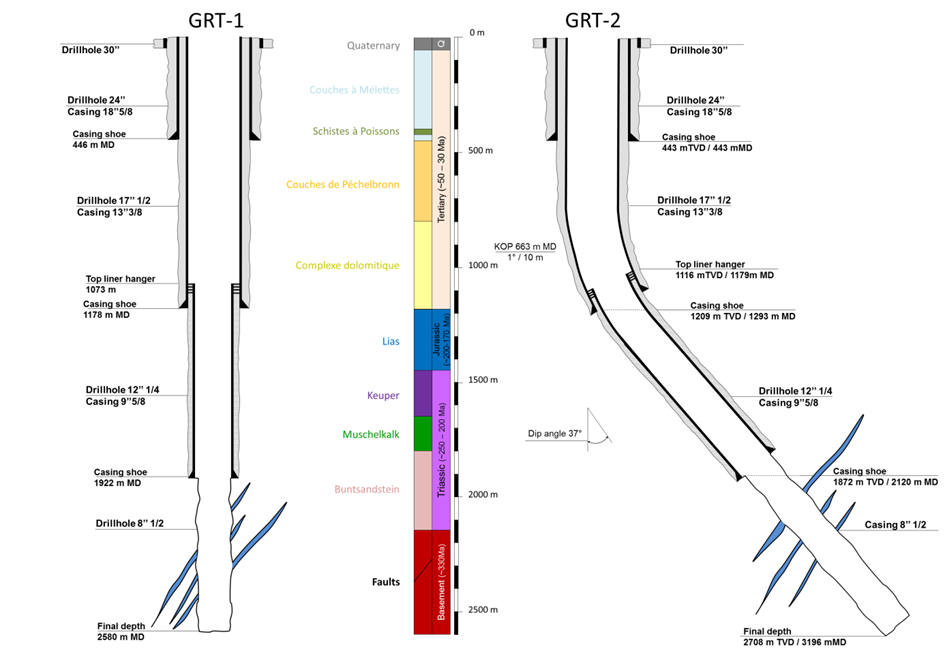 GRT-1
Drillhole 30"
Drillhole 24"
Casing 18"5/8
Casing shoe
446 m MD
Drillhole 17" 1/2
Casing 13"3/8
Top liner hanger
1073 m
Casing shoe
1178 m MD
Drillhole 12" 1/4
Casing 9"5/8
Casing shoe
1922 m MD
Drillhole 8" 1/2
Final depth
2580 m MD
Quaternary
Couches à Mélettes
Schistes à Poissons
Couches de Péchelbronn
Complexe dolomitique
Lias
Keuper
Muschelkalk
Buntsandstein
Faults
Q
Tertiary (~50 – 30 Ma)
Jurassic
(~200-170 Ma)
Triassic (~250 – 200 Ma)
Basement (~330Ma)
0 m
500 m
1000 m
1500 m
2000 m
2500 m
GRT-2
Drillhole 30"
Drillhole 24"
Casing 18"5/8
Casing shoe
443 mTVD / 443 mMD
Drillhole 17" 1/2
Casing 13"3/8
KOP 663 m MD
1° / 10 m
Top liner hanger
1116 mTVD / 1179m MD
Casing shoe
1209 m TVD / 1293 m MD
Drillhole 12" 1/4
Casing 9"5/8
Dip angle 37°
Casing shoe
1872 m TVD / 2120 m MD
Casing 8" 1/2
Final depth
2708 m TVD / 3196 mMD